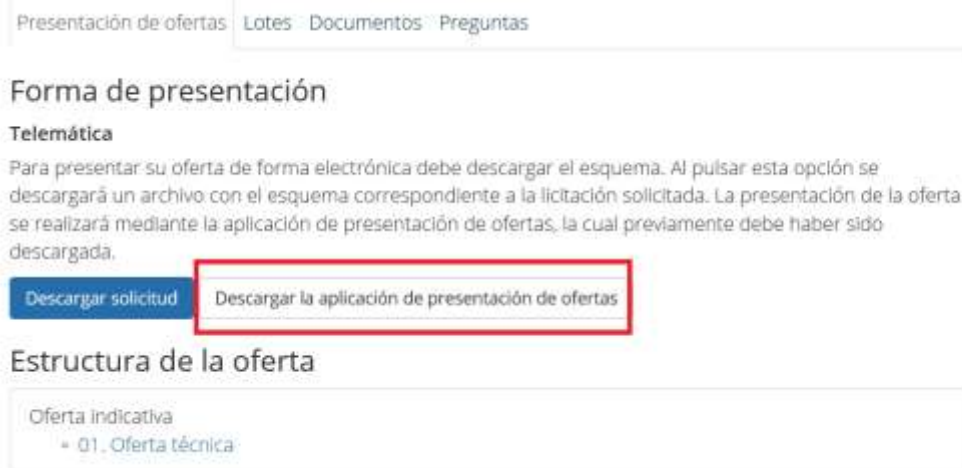 Presentación de ofertas Lotes Documentos Preguntas
Forma de presentación
Telemática
Para presentar su oferta de forma electrónica debe descargar el esquema. Al pulsar esta opción se
descargará un archivo con el esquema correspondiente a la licitación solicitada. La presentación de la oferta
se realizará mediante la aplicación de presentación de ofertas, la cual previamente debe haber sido
descargada.
Descargar solicitud Descargar la aplicación de presentación de ofertas
Estructura de la oferta
Oferta indicativa
01. Oferta técnica